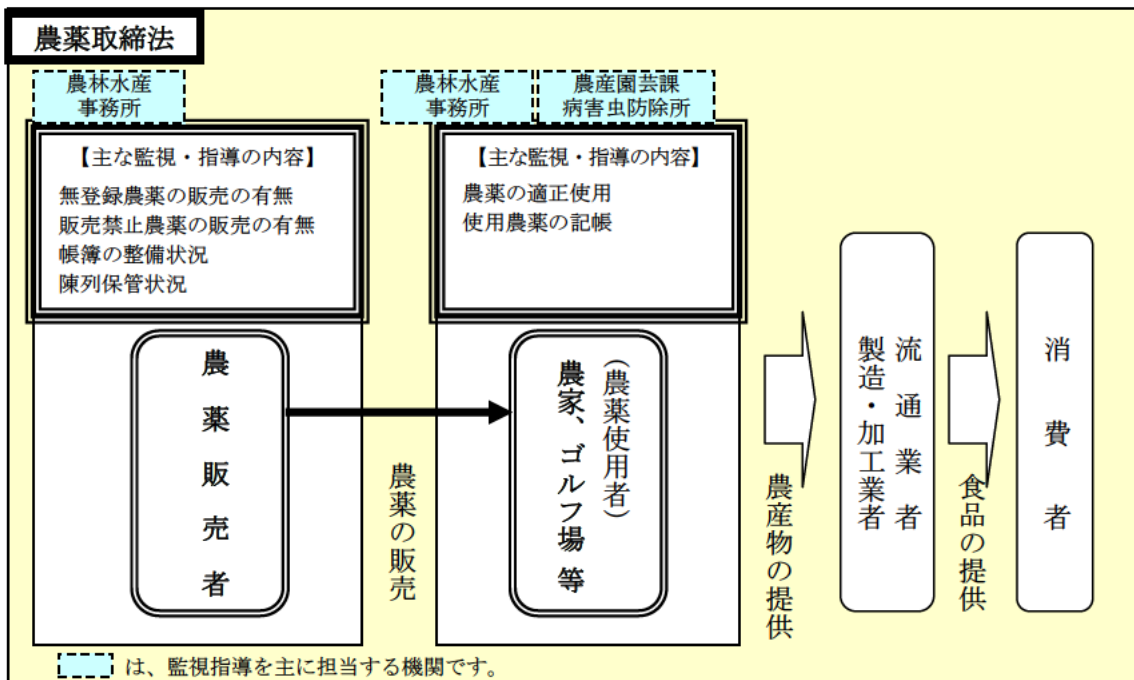 農薬取締法
農林水産
事務所
【主な監視・指導の内容】
無登録農薬の販売の有無
販売禁止農薬の販売の有無
帳簿の整備状況
陳列保管状況
農薬販売者
農薬の販売
農林水産
事務所
農産園芸課
病害虫防除所
【主な監視・指導の内容】
農薬の適正使用
使用農薬の記帳
（農薬使用者）
農家、ゴルフ場等
農産物の提供
流通業者
製造・加工業者
食品の提供
消費者
は、監視指導を主に担当する機関です。